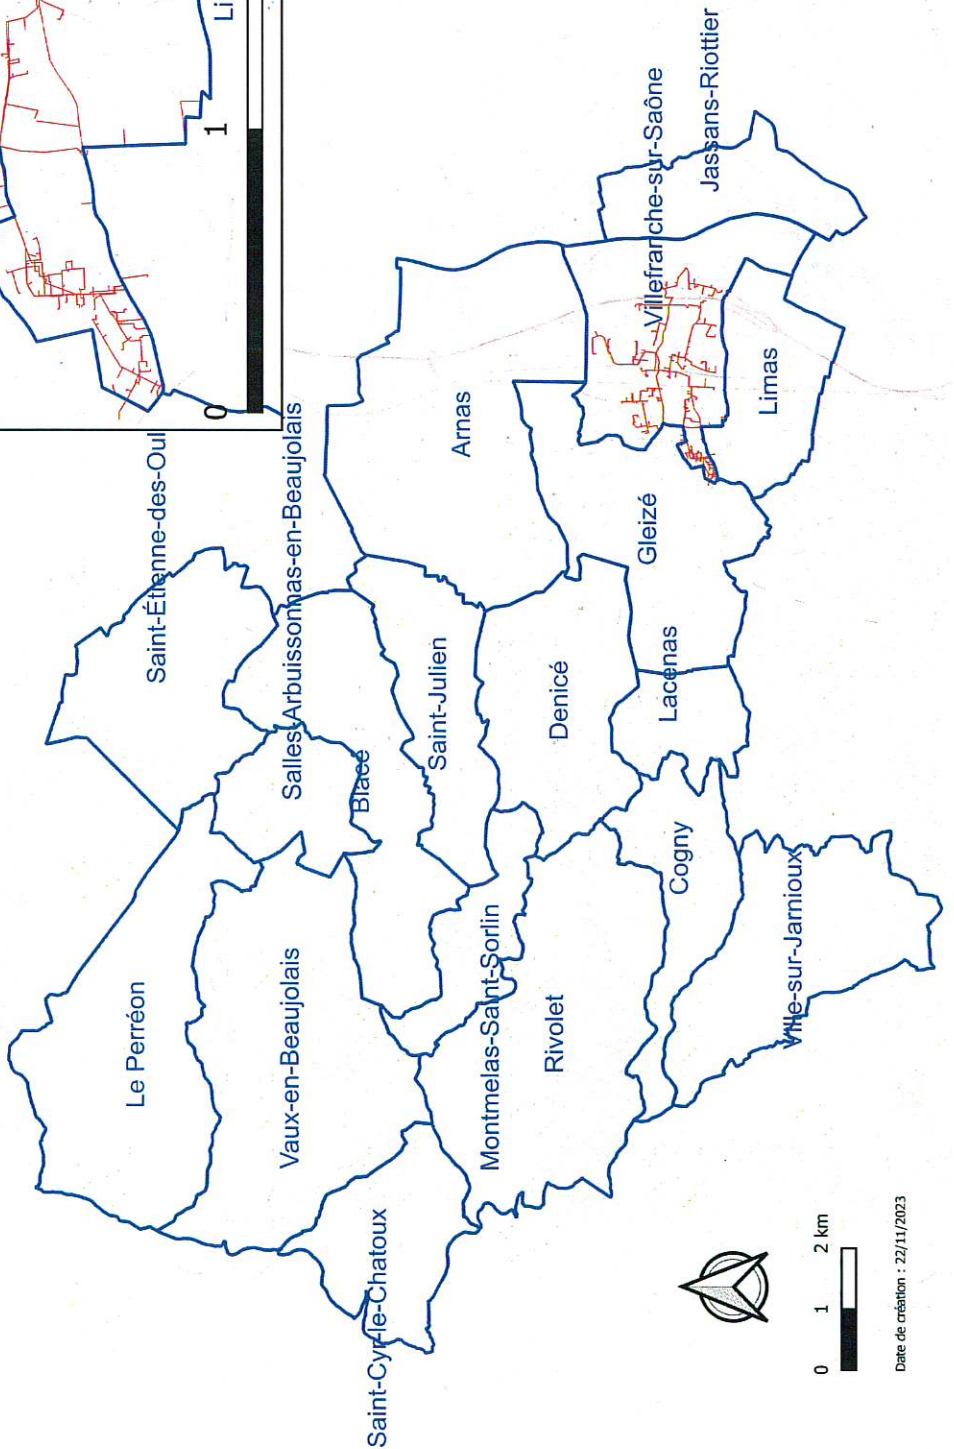 Li
0
1
Saint-Étienne-des-Oul
Salles-Arbuissonnas-en-Beaujolais
Le Perréon
Blacé
Vaux-en-Beaujolais
Arnas
Saint-Julien
Saint-Cyr-le-Chatoux
Montmelas-Saint-Sorlin
Denicé
Rivolet
Villefranche-sur-Saône
Jassans-Riottier
Gleizé
Lacenas
Limas
Cogny
Ville-sur-Jarnioux
0 1 2 km
Date de création : 22/11/2023